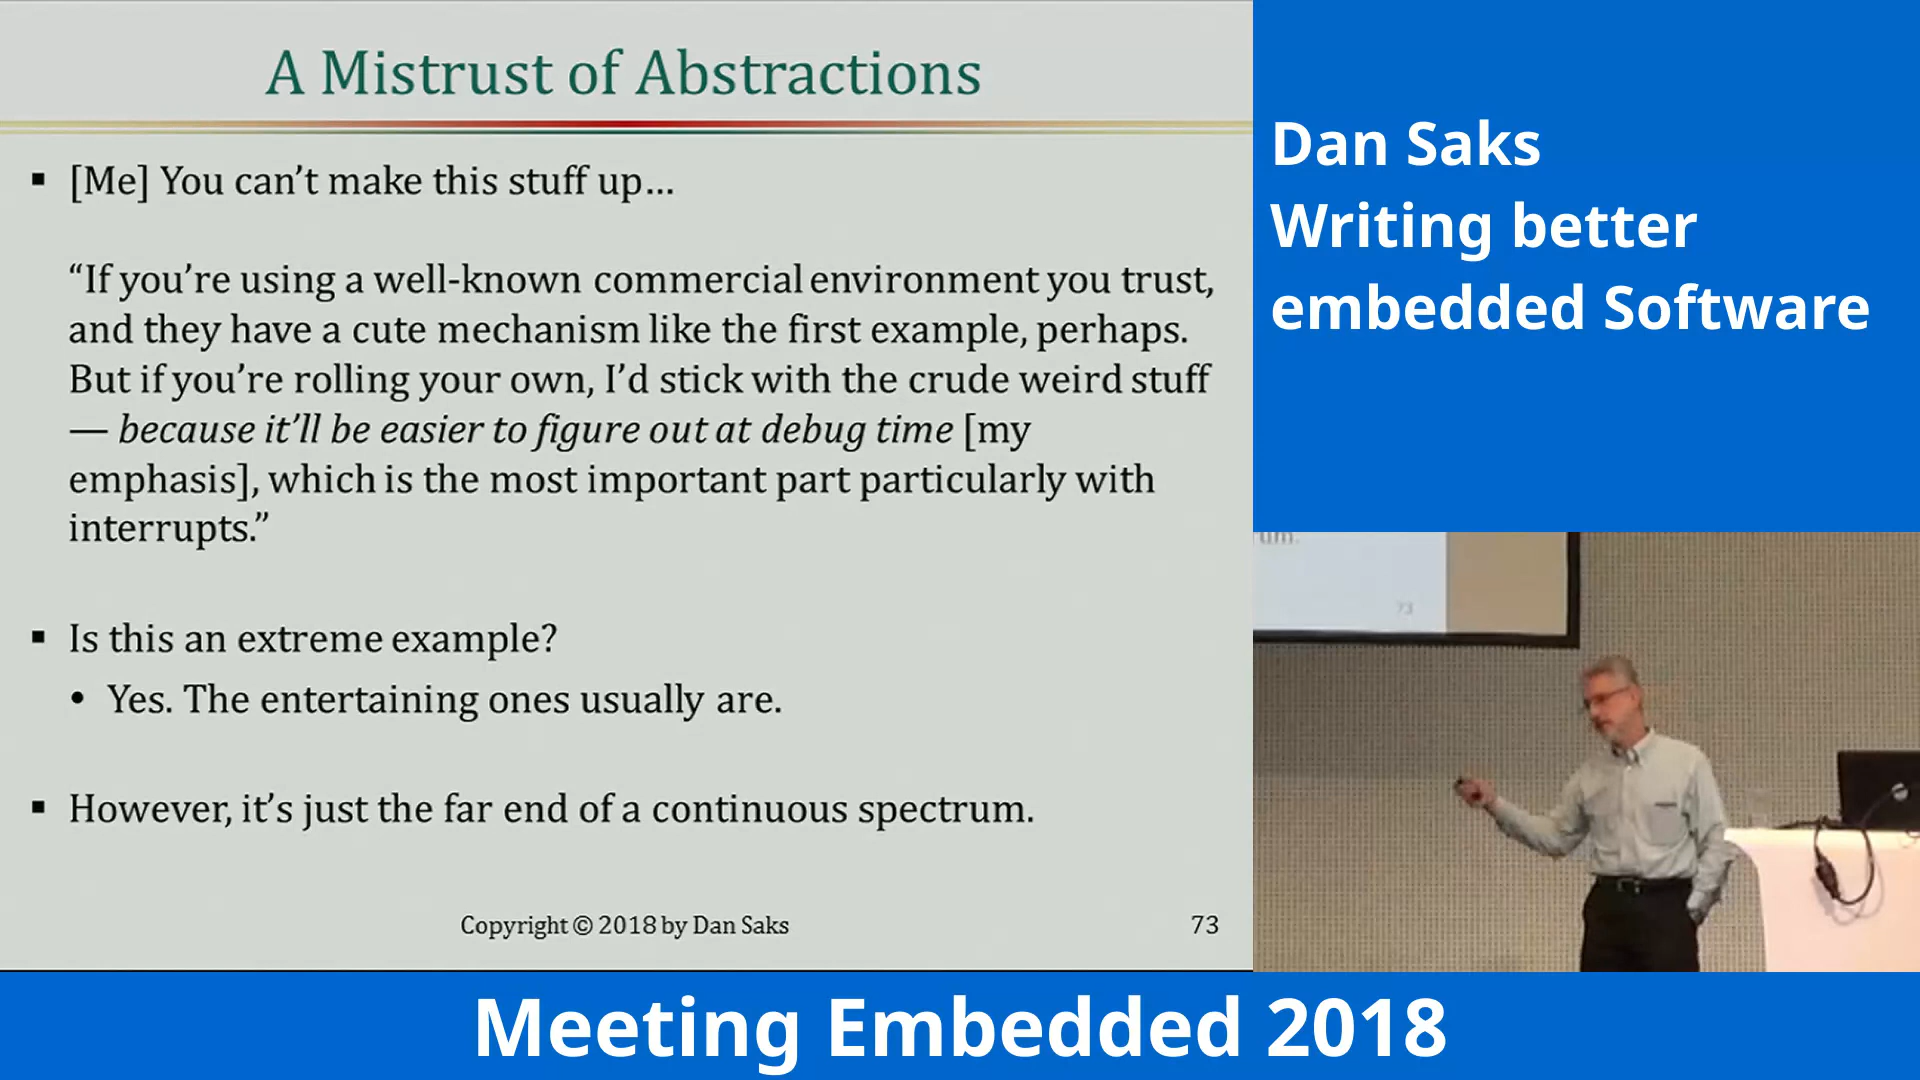 A Mistrust of Abstractions
▪ [Me] You can’t make this stuff up…
“If you’re using a well-known commercial environment you trust,
and they have a cute mechanism like the first example, perhaps.
But if you’re rolling your own, I’d stick with the crude weird stuff
— because it’ll be easier to figure out at debug time [my
emphasis], which is the most important part particularly with
interrupts.”
▪ Is this an extreme example?
• Yes. The entertaining ones usually are.
▪ However, it’s just the far end of a continuous spectrum.
Copyright © 2018 by Dan Saks
73
Dan Saks
Writing better
embedded Software
um.
73
Meeting Embedded 2018